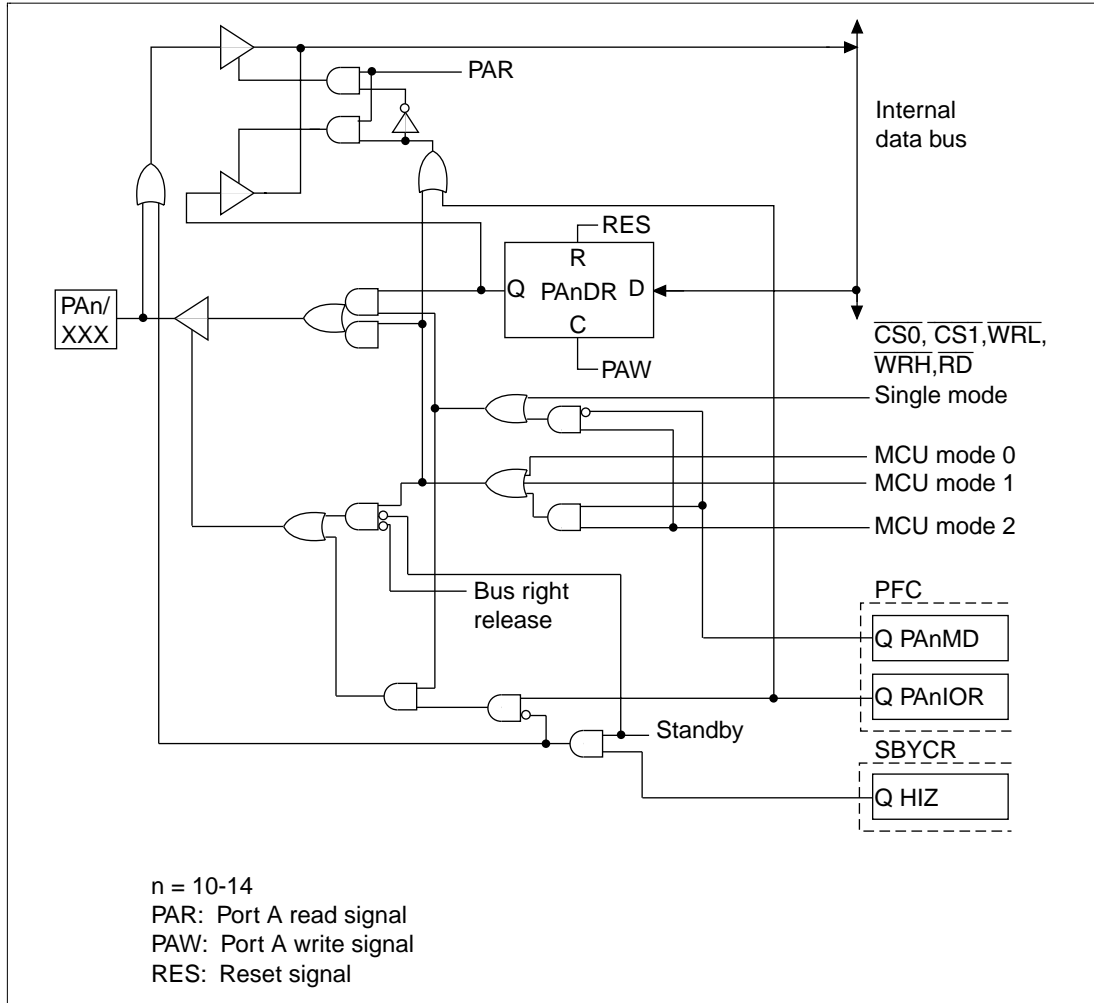 PAR
Internal
data bus
RES
R
Q PAnDR D
C
PAn/
XXX
PAW
CS0, CS1,WRL,
WRH,RD
Single mode
MCU mode 0
MCU mode 1
MCU mode 2
Bus right
release
PFC
Q PAnMD
Q PAnIOR
Standby
SBYCR
Q HIZ
n = 10-14
PAR: Port A read signal
PAW: Port A write signal
RES: Reset signal